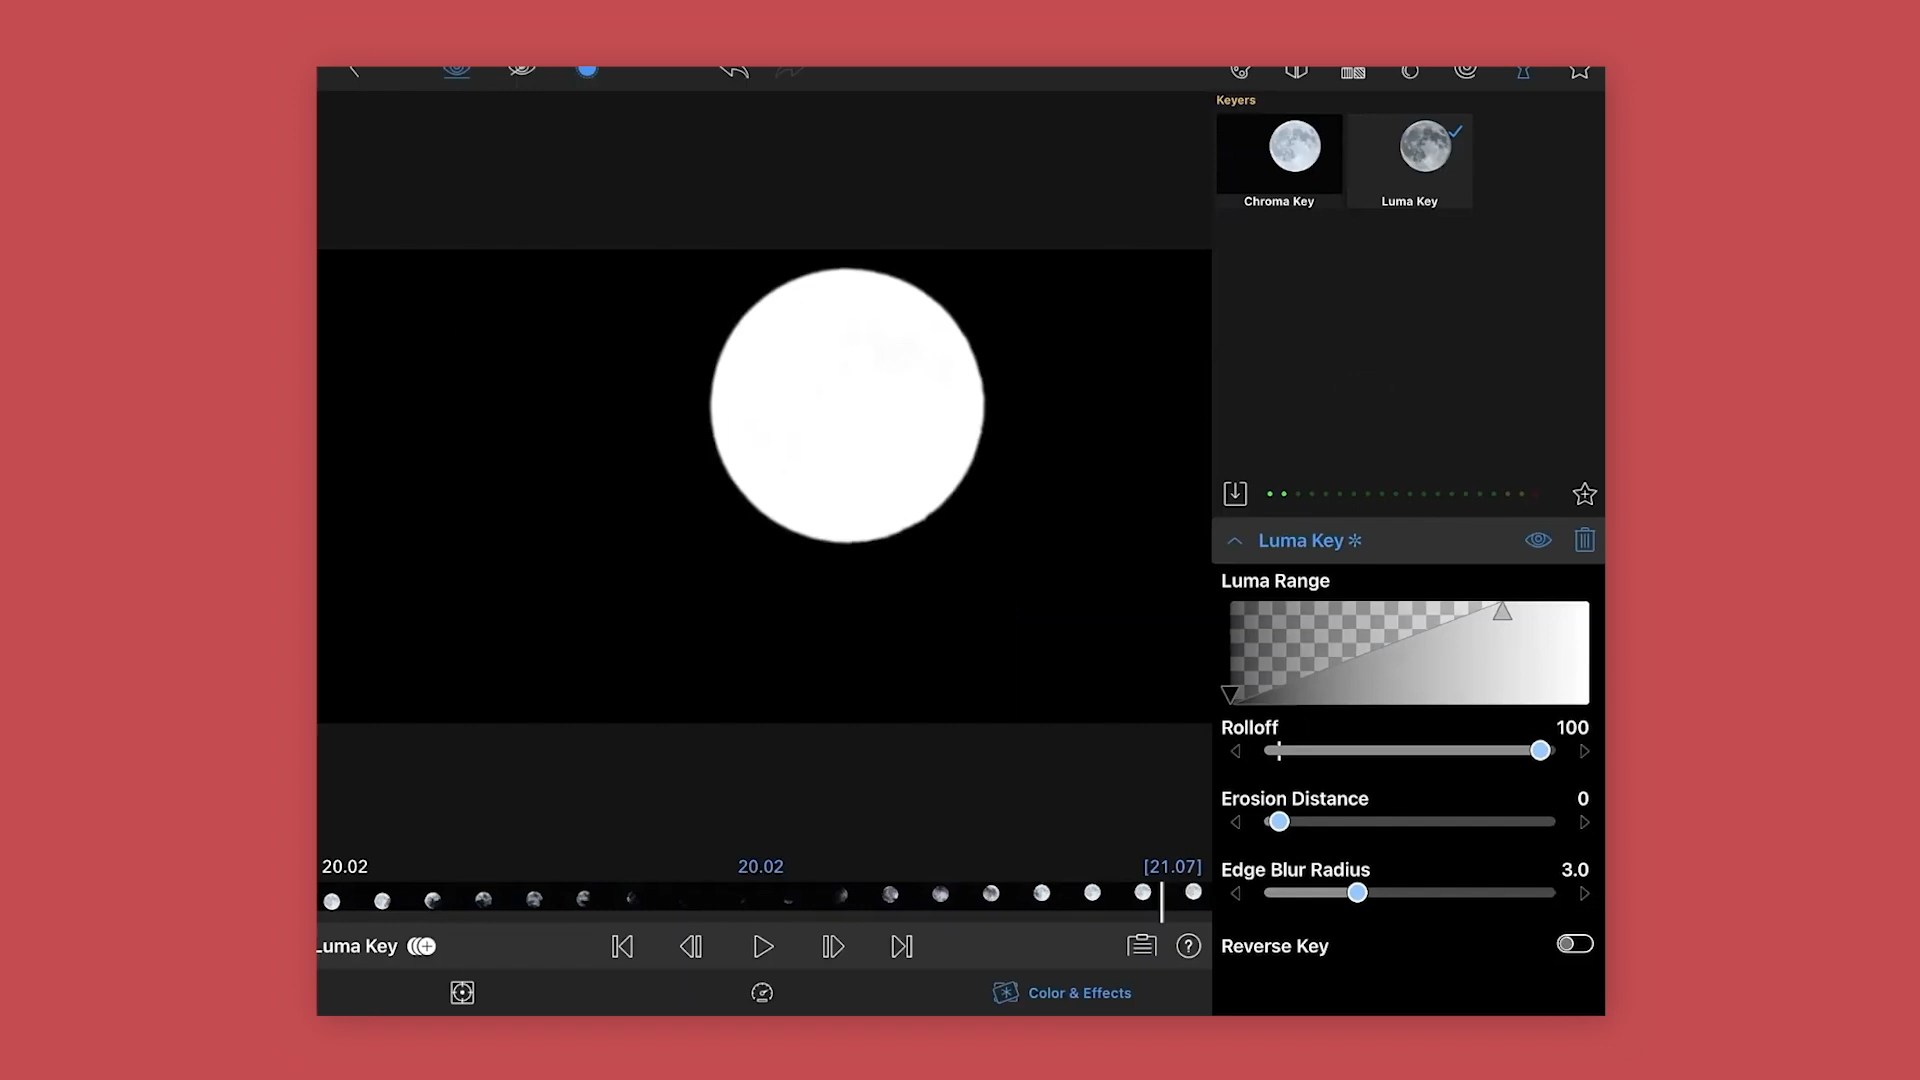 Keyers
Chroma Key
Luma Key
Luma Key
Luma Range
Rolloff
100
Erosion Distance
0
Edge Blur Radius
3.0
Reverse Key
20.02
20.02
[21.07]
Luma Key
?
Color & Effects